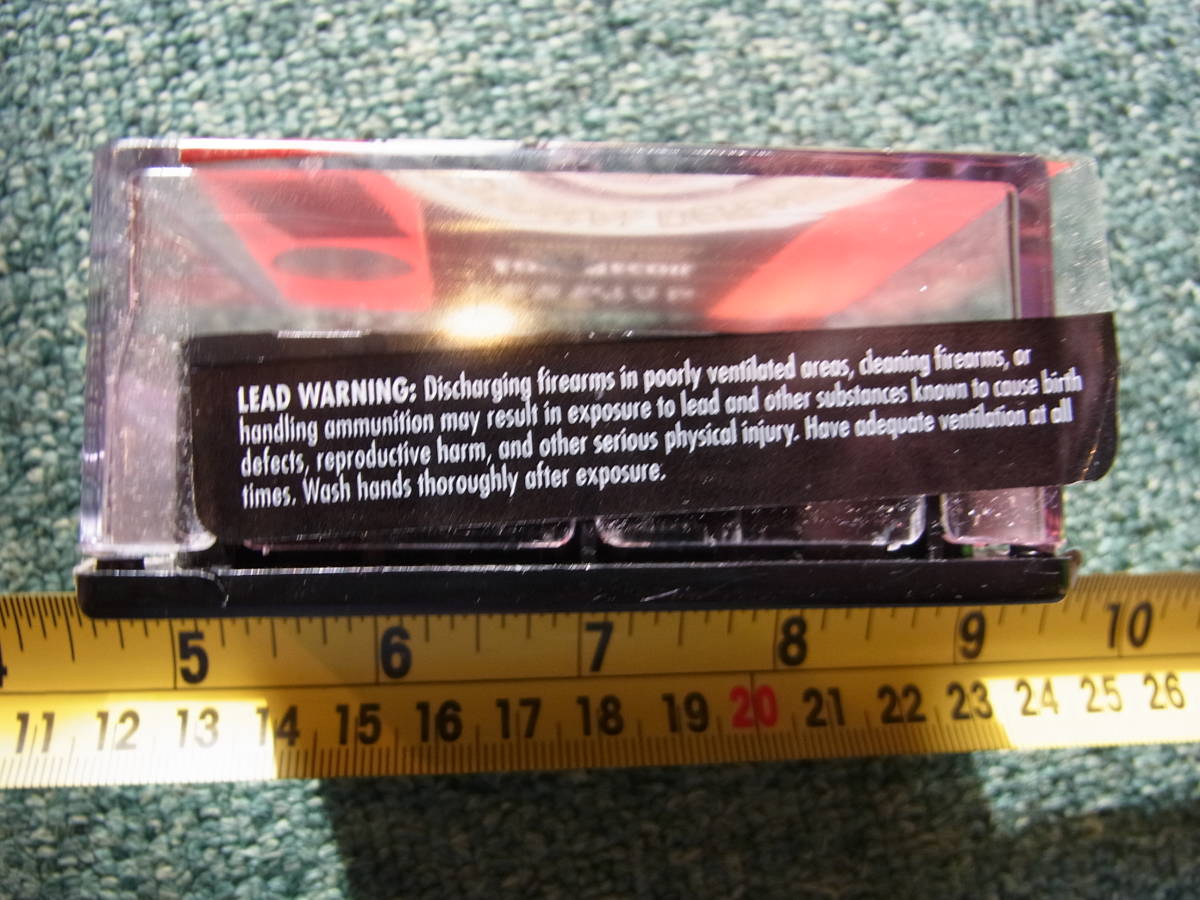 LEAD WARNING: Discharging firearms in poorly ventilated areas, cleaning firearms, or
handling ammunition may result in exposure to lead and other substances known to cause birth
defects, reproductive harm, and other serious physical injury. Have adequate ventilation at all
times. Wash hands thoroughly after exposure.
5 6 7 8 9 10
11 12 13 14 15 16 17 18 19 20 21 22 23 24 25 26